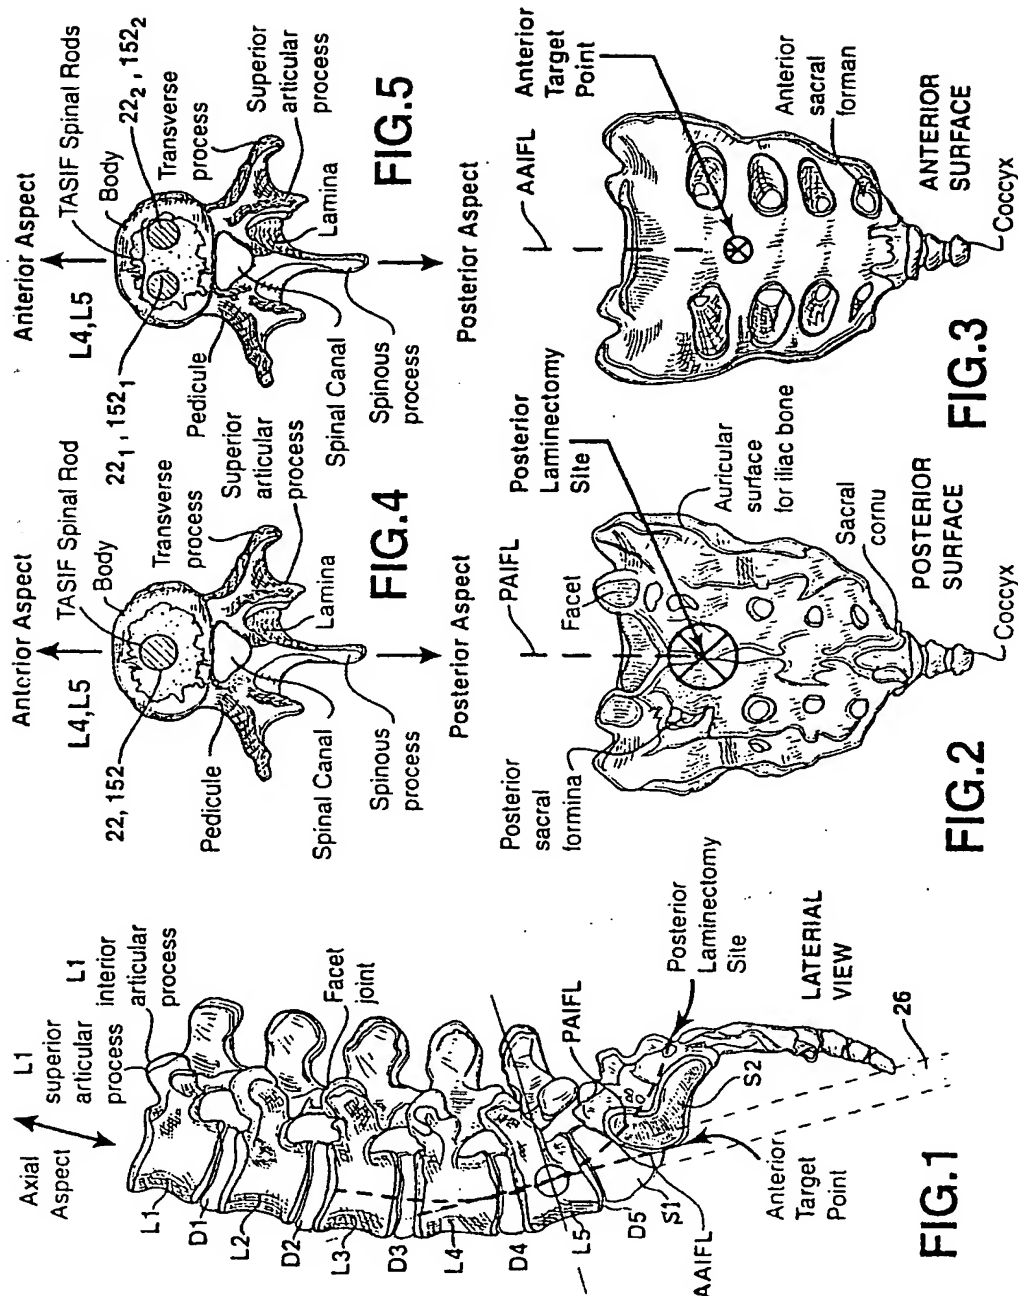 Axial
Aspect
L1
superior
articular
process
L1
interior
articular
process
L1
D1
L2
D2
L3
D3
L4
D4
L5
D5
S1
AAIFL
Facet
joint
PAIFL
Posterior
Laminectomy
Site
S2
Anterior
Target
Point
LATERIAL
VIEW
26
FIG.1
Anterior Aspect
L4,L5
TASIF Spinal Rod
Body
22, 152
Transverse
process
Pedicule
Superior
articular
process
Spinal Canal
Lamina
Spinous
process
Posterior Aspect
FIG.4
Anterior Aspect
L4,L5
TASIF Spinal Rods
Body
22₁, 152₁
22₂, 152₂
Transverse
process
Pedicule
Superior
articular
process
Spinal Canal
Lamina
Spinous
process
Posterior Aspect
FIG.5
PAIFL
Posterior
Laminectomy
Site
Facet
Posterior
sacral
formina
Auricular
surface
for iliac bone
Sacral
cornu
POSTERIOR
SURFACE
Coccyx
FIG.2
AAIFL
Anterior
Target
Point
Anterior
sacral
forman
ANTERIOR
SURFACE
Coccyx
FIG.3